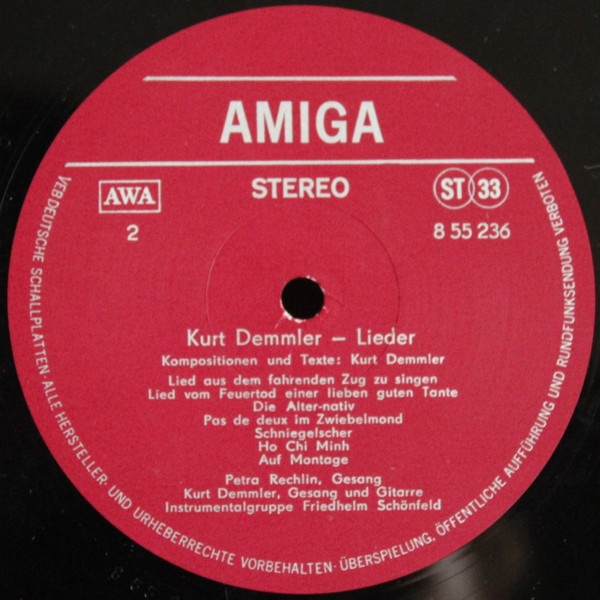 AMIGA
AWA
STEREO
ST 33
2
8 55 236
Kurt Demmler – Lieder
Kompositionen und Texte: Kurt Demmler
Lied aus dem fahrenden Zug zu singen
Lied vom Feuertod einer lieben guten Tante
Die Alter-nativ
Pas de deux im Zwiebelmond
Schniegelscher
Ho Chi Minh
Auf Montage
Petra Rechlin, Gesang
Kurt Demmler, Gesang und Gitarre
Instrumentalgruppe Friedhelm Schönfeld
VEB DEUTSCHE SCHALLPLATTEN · ALLE HERSTELLER- UND URHEBERRECHTE VORBEHALTEN · ÜBERSPIELUNG, ÖFFENTLICHE AUFFÜHRUNG UND RUNDFUNKSENDUNG VERBOTEN